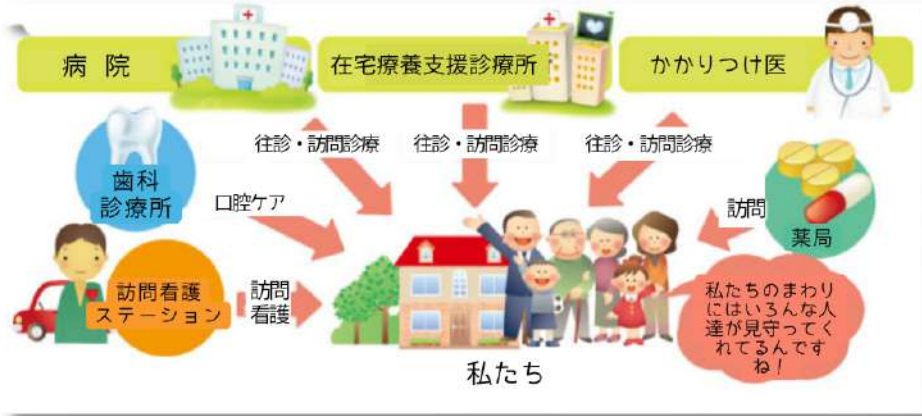 病院
在宅療養支援診療所
かかりつけ医
往診・訪問診療
往診・訪問診療
往診・訪問診療
歯科
診療所
口腔ケア
訪問
薬局
訪問看護
ステーション
訪問
看護
私たちのまわり
にはいろんな人
達が見守ってく
れてるんです
ね!
私たち